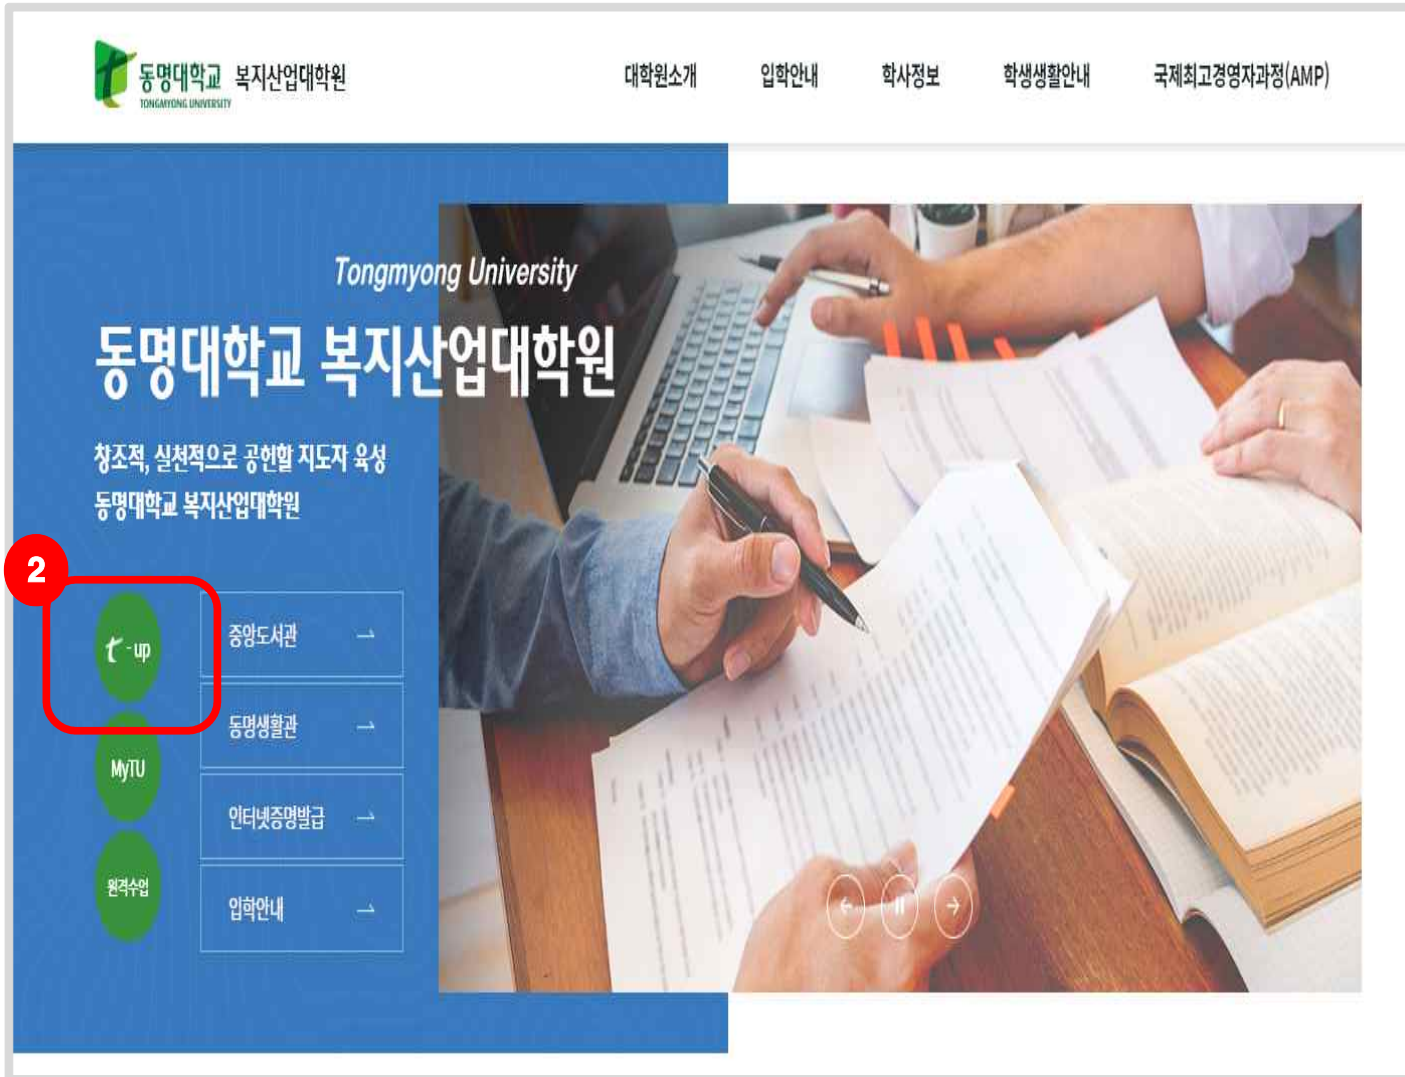 동명대학교 복지산업대학원
TONGMYONG UNIVERSITY
대학원소개 입학안내 학사정보 학생생활안내 국제최고경영자과정(AMP)
Tongmyong University
동명대학교 복지산업대학원
창조적, 실천적으로 공헌할 지도자 육성
동명대학교 복지산업대학원
2
t-up
중앙도서관
동명생활관
MyTU
인터넷증명발급
원격수업
입학안내